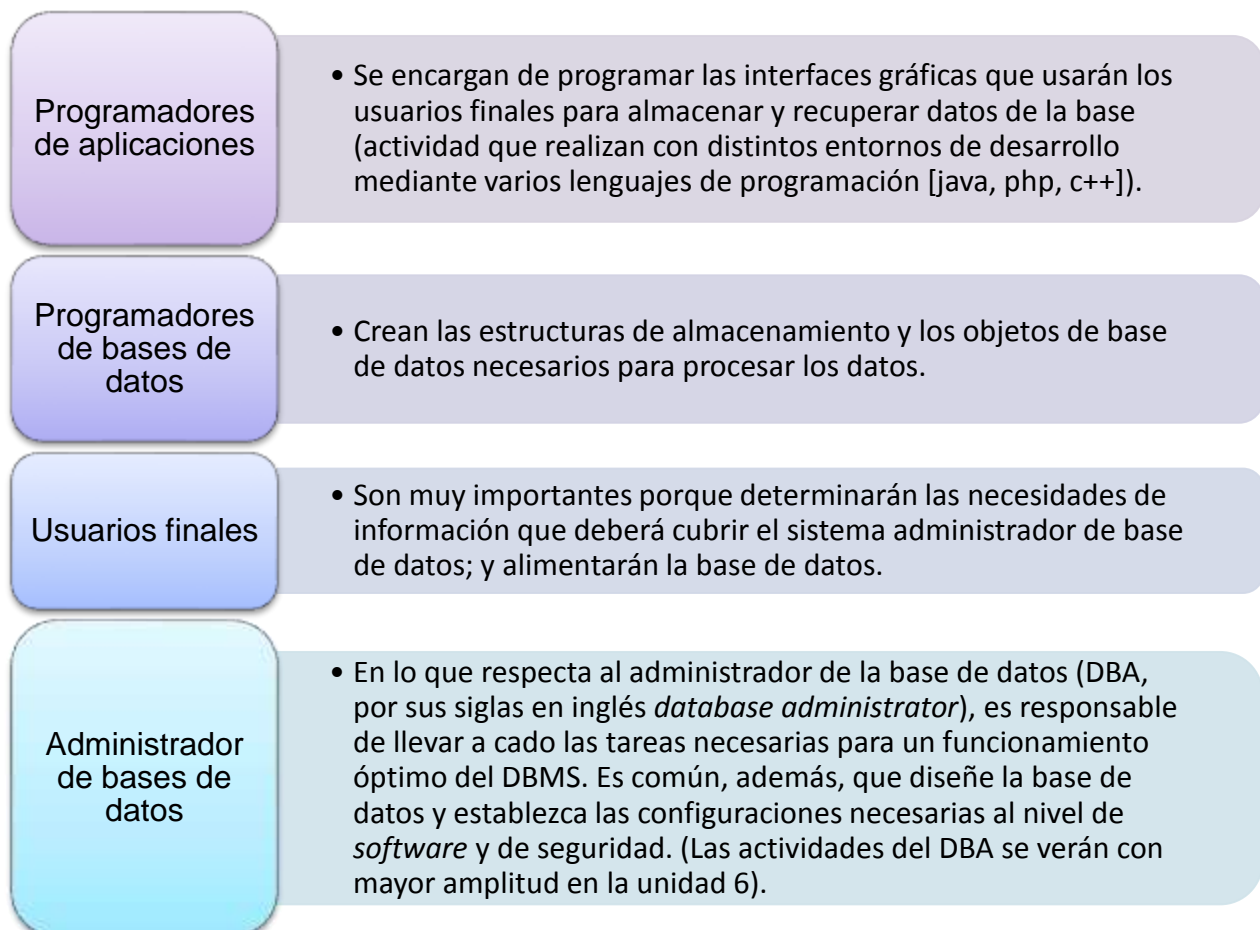 Programadores
de aplicaciones
• Se encargan de programar las interfaces gráficas que usarán los
usuarios finales para almacenar y recuperar datos de la base
(actividad que realizan con distintos entornos de desarrollo
mediante varios lenguajes de programación [java, php, c++]).
Programadores
de bases de
datos
• Crean las estructuras de almacenamiento y los objetos de base
de datos necesarios para procesar los datos.
Usuarios finales
• Son muy importantes porque determinarán las necesidades de
información que deberá cubrir el sistema administrador de base
de datos; y alimentarán la base de datos.
Administrador
de bases de
datos
• En lo que respecta al administrador de la base de datos (DBA,
por sus siglas en inglés database administrator), es responsable
de llevar a cado las tareas necesarias para un funcionamiento
óptimo del DBMS. Es común, además, que diseñe la base de
datos y establezca las configuraciones necesarias al nivel de
software y de seguridad. (Las actividades del DBA se verán con
mayor amplitud en la unidad 6).